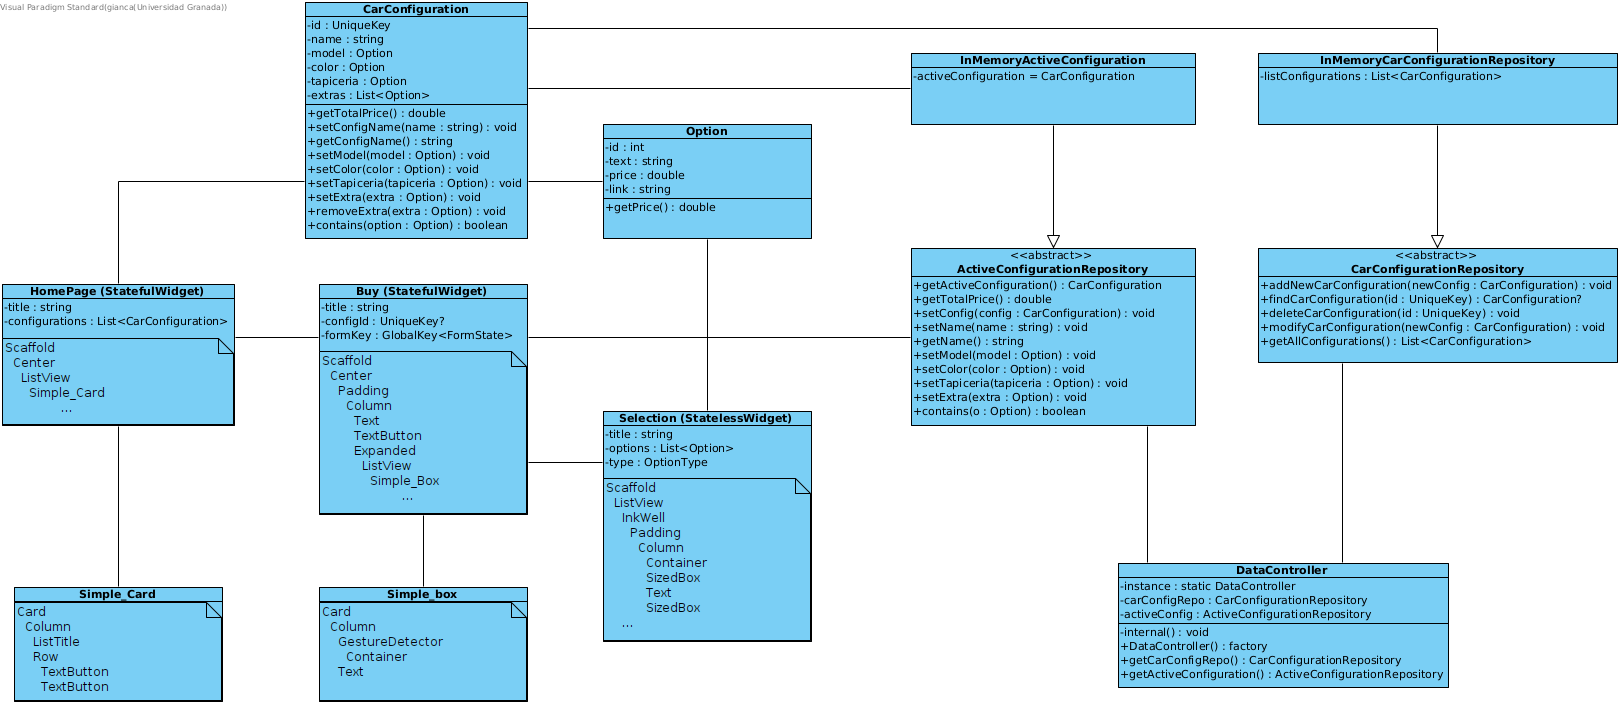 Visual Paradigm Standard(gianca(Universidad Granada))
CarConfiguration
-id : UniqueKey
-name : string
-model : Option
-color : Option
-tapiceria : Option
-extras : List<Option>
+getTotalPrice() : double
+setConfigName(name : string) : void
+getConfigName() : string
+setModel(model : Option) : void
+setColor(color : Option) : void
+setTapiceria(tapiceria : Option) : void
+setExtra(extra : Option) : void
+removeExtra(extra : Option) : void
+contains(option : Option) : boolean
InMemoryActiveConfiguration
-activeConfiguration = CarConfiguration
InMemoryCarConfigurationRepository
-listConfigurations : List<CarConfiguration>
Option
-id : int
-text : string
-price : double
-link : string
+getPrice() : double
<<abstract>>
ActiveConfigurationRepository
+getActiveConfiguration() : CarConfiguration
+getTotalPrice() : double
+setConfig(config : CarConfiguration) : void
+setName(name : string) : void
+getName() : string
+setModel(model : Option) : void
+setColor(color : Option) : void
+setTapiceria(tapiceria : Option) : void
+setExtra(extra : Option) : void
+contains(o : Option) : boolean
<<abstract>>
CarConfigurationRepository
+addNewCarConfiguration(newConfig : CarConfiguration) : void
+findCarConfiguration(id : UniqueKey) : CarConfiguration?
+deleteCarConfiguration(id : UniqueKey) : void
+modifyCarConfiguration(newConfig : CarConfiguration) : void
+getAllConfigurations() : List<CarConfiguration>
HomePage (StatefulWidget)
-title : string
-configurations : List<CarConfiguration>
Scaffold
Center
ListView
Simple_Card
...
Buy (StatefulWidget)
-title : string
-configId : UniqueKey?
-formKey : GlobalKey<FormState>
Scaffold
Center
Padding
Column
Text
TextButton
Expanded
ListView
Simple_Box
...
Selection (StatelessWidget)
-title : string
-options : List<Option>
-type : OptionType
Scaffold
ListView
InkWell
Padding
Column
Container
SizedBox
Text
SizedBox
...
Simple_Card
Card
Column
ListTitle
Row
TextButton
TextButton
Simple_box
Card
Column
GestureDetector
Container
Text
DataController
-instance : static DataController
-carConfigRepo : CarConfigurationRepository
-activeConfig : ActiveConfigurationRepository
-internal() : void
+DataController() : factory
+getCarConfigRepo() : CarConfigurationRepository
+getActiveConfiguration() : ActiveConfigurationRepository